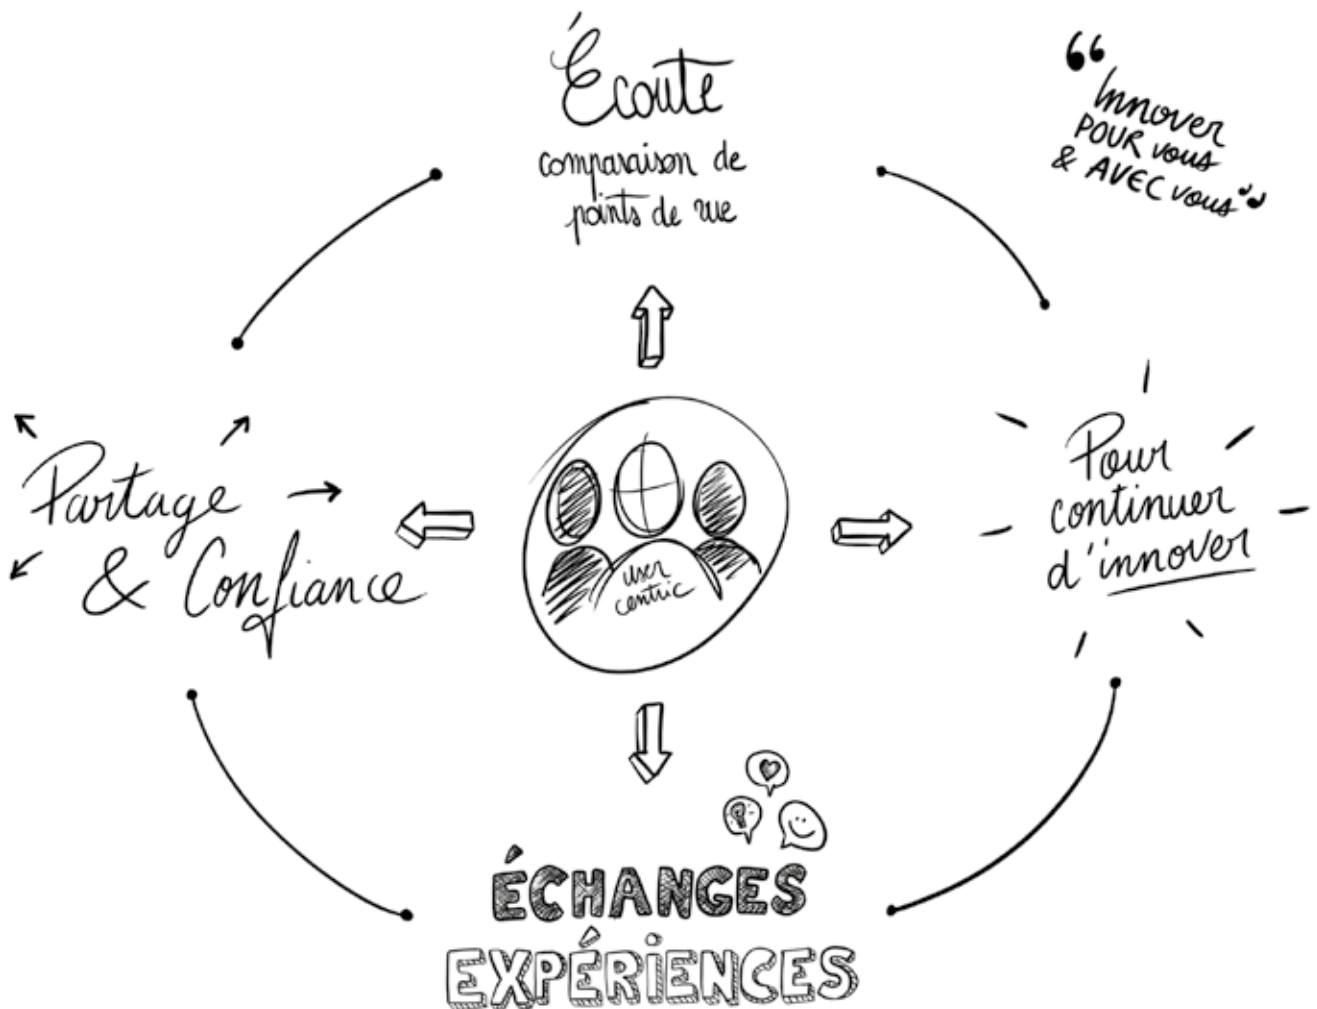 Écoute
comparaison de
points de vue
“Innover
POUR vous
& AVEC vous”
Partage
& Confiance
user
centric
Pour
continuer
d'innover
ÉCHANGES
EXPÉRIENCES